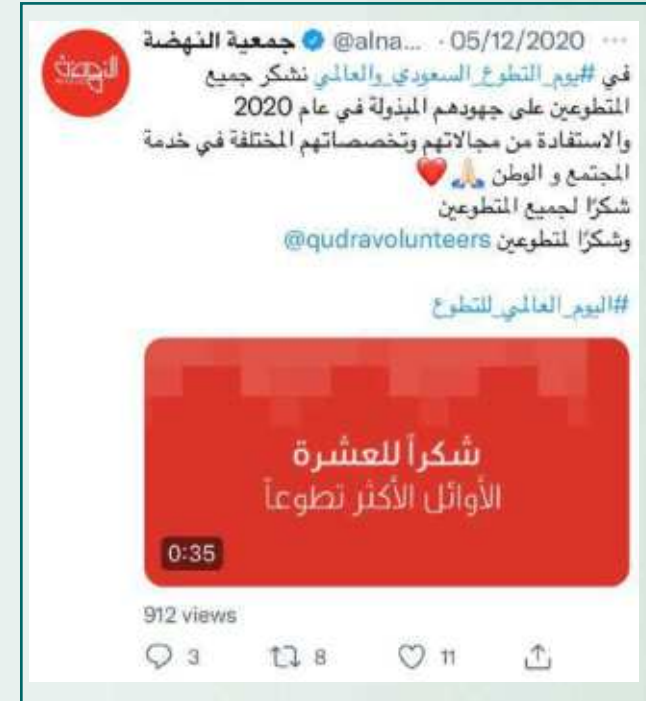 جمعية النهضة @alna... · 05/12/2020 ...
النهضة
في #يوم_التطوع_السعودي_والعالمي نشكر جميع
المتطوعين على جهودهم المبذولة في عام 2020
والاستفادة من مجالاتهم وتخصصاتهم المختلفة في خدمة
المجتمع و الوطن 🙏🏻 ❤️
شكرًا لجميع المتطوعين
وشكرًا لمتطوعين @qudravolunteers
#اليوم_العالمي_للتطوع
شكراً للعشرة
الأوائل الأكثر تطوعاً
0:35
912 views
3 8 11